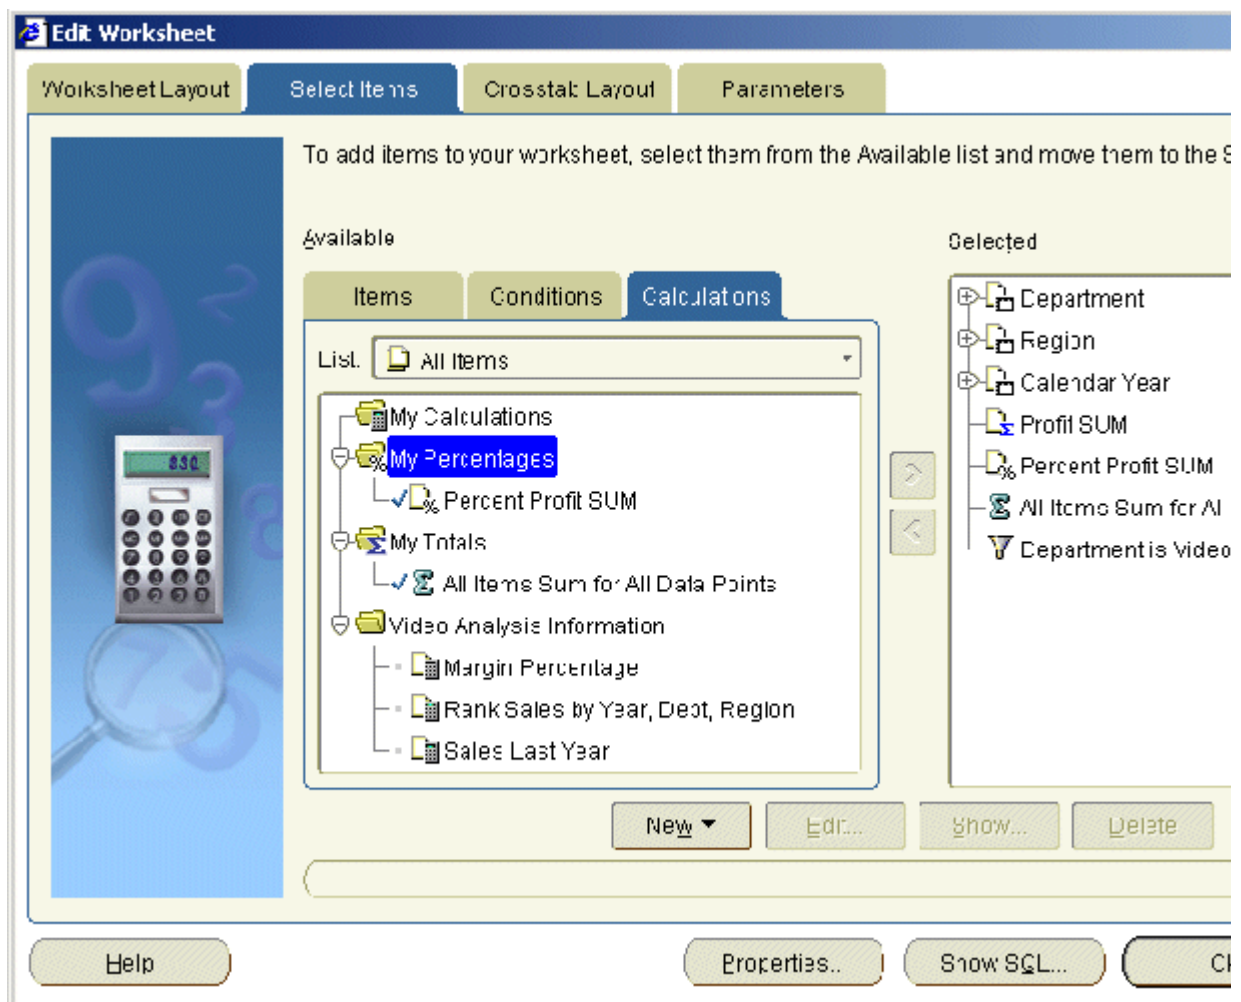 Edit Worksheet
Worksheet Layout Select Items Crosstab Layout Parameters
To add items to your worksheet, select them from the Available list and move them to the S
Available
Selected
Items Conditions Calculations
List: All Items
My Calculations
My Percentages
Percent Profit SUM
My Totals
All Items Sum for All Data Points
Video Analysis Information
Margin Percentage
Rank Sales by Year, Dept, Region
Sales Last Year
Department
Region
Calendar Year
Profit SUM
Percent Profit SUM
All Items Sum for Al
Department is Video
New Edit... Show... Delete
Help Properties.. Show SQL...